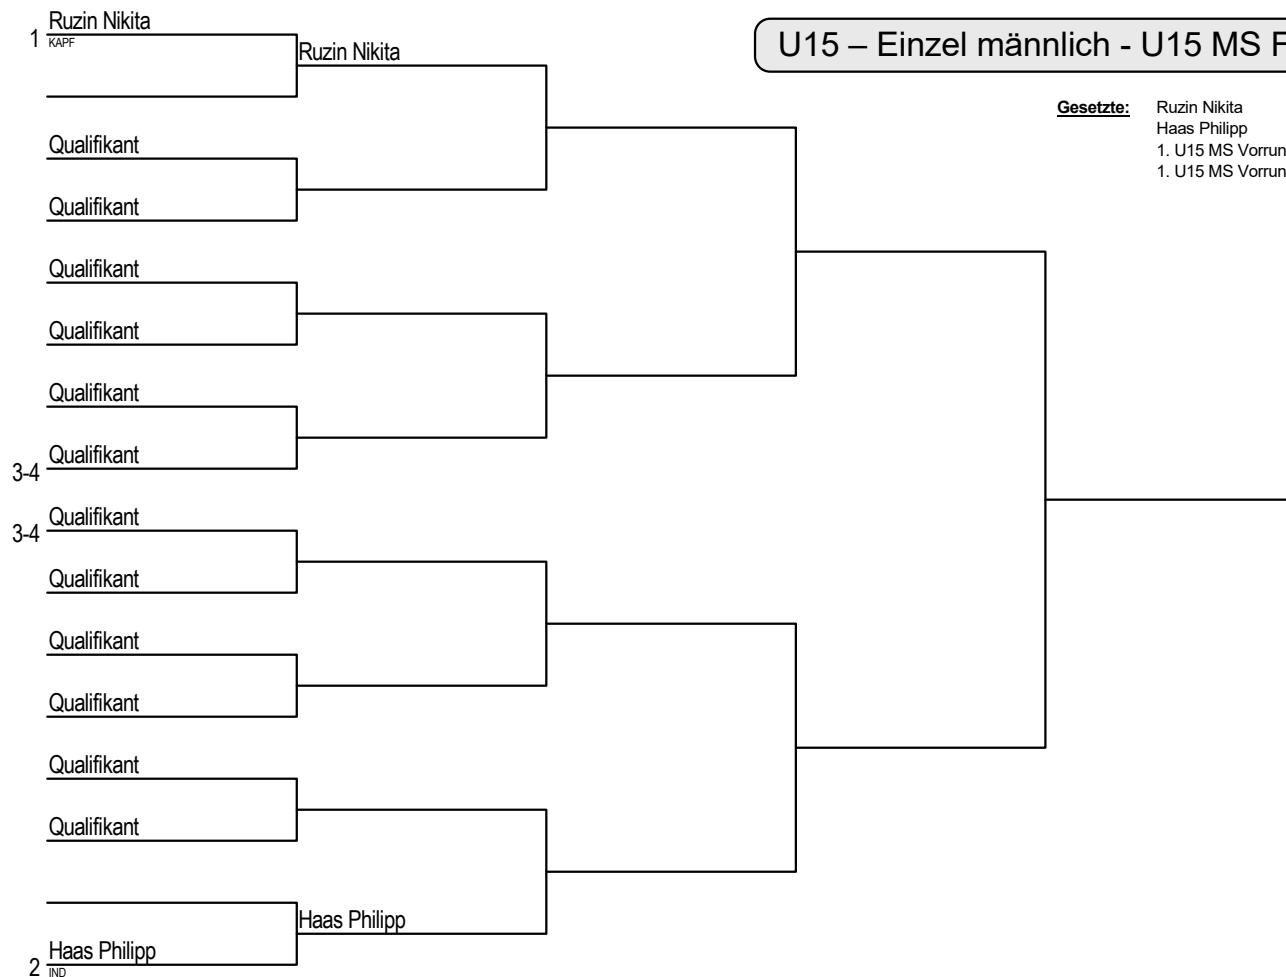 Ruzin Nikita
1 KAPF
Ruzin Nikita
U15 – Einzel männlich - U15 MS F
Gesetzte: Ruzin Nikita
Haas Philipp
1. U15 MS Vorrun
1. U15 MS Vorrun
Qualifikant
Qualifikant
Qualifikant
Qualifikant
Qualifikant
Qualifikant
3-4
Qualifikant
3-4
Qualifikant
Qualifikant
Qualifikant
Qualifikant
Qualifikant
Haas Philipp
Haas Philipp
2 IND